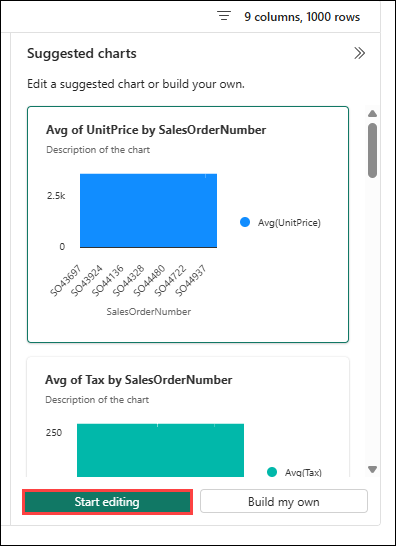 9 columns, 1000 rows
Suggested charts
Edit a suggested chart or build your own.
Avg of UnitPrice by SalesOrderNumber
Description of the chart
2.5k
0
Avg(UnitPrice)
SO43697
SO43924
SO44136
SO44328
SO44480
SO44722
SO44937
SalesOrderNumber
Avg of Tax by SalesOrderNumber
Description of the chart
250
Avg(Tax)
Start editing
Build my own